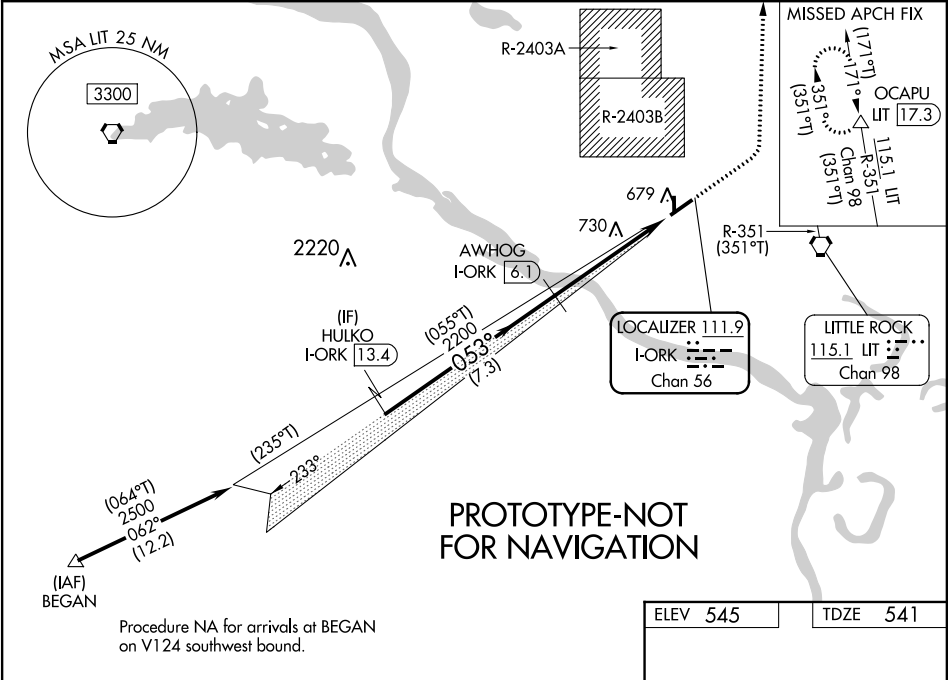 MSA LIT 25 NM
3300
R-2403A
R-2403B
MISSED APCH FIX
(171°T)
171°
351°
(351°T)
OCAPU
LIT 17.3
115.1 LIT
R-351
Chan 98
(351°T)
679
730
R-351
(351°T)
2220
AWHOG
I-ORK 6.1
(IF)
HULKO
I-ORK 13.4
(055°T)
2200
053°
(7.3)
LOCALIZER 111.9
I-ORK
Chan 56
LITTLE ROCK
115.1 LIT
Chan 98
(235°T)
233°
(064°T)
2500
062°
(12.2)
(IAF)
BEGAN
PROTOTYPE-NOT
FOR NAVIGATION
Procedure NA for arrivals at BEGAN
on V124 southwest bound.
ELEV 545
TDZE 541